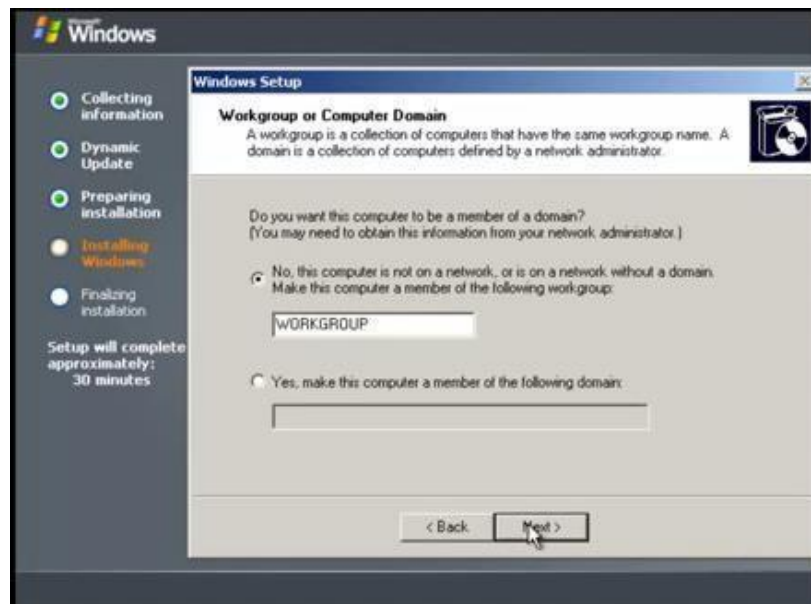 Microsoft
Windows
Collecting
information
Dynamic
Update
Preparing
installation
Installing
Windows
Finalizing
installation
Setup will complete
approximately:
30 minutes
Windows Setup
Workgroup or Computer Domain
A workgroup is a collection of computers that have the same workgroup name. A
domain is a collection of computers defined by a network administrator.
Do you want this computer to be a member of a domain?
(You may need to obtain this information from your network administrator.)
No, this computer is not on a network, or is on a network without a domain.
Make this computer a member of the following workgroup:
WORKGROUP
Yes, make this computer a member of the following domain:
< Back
Next >